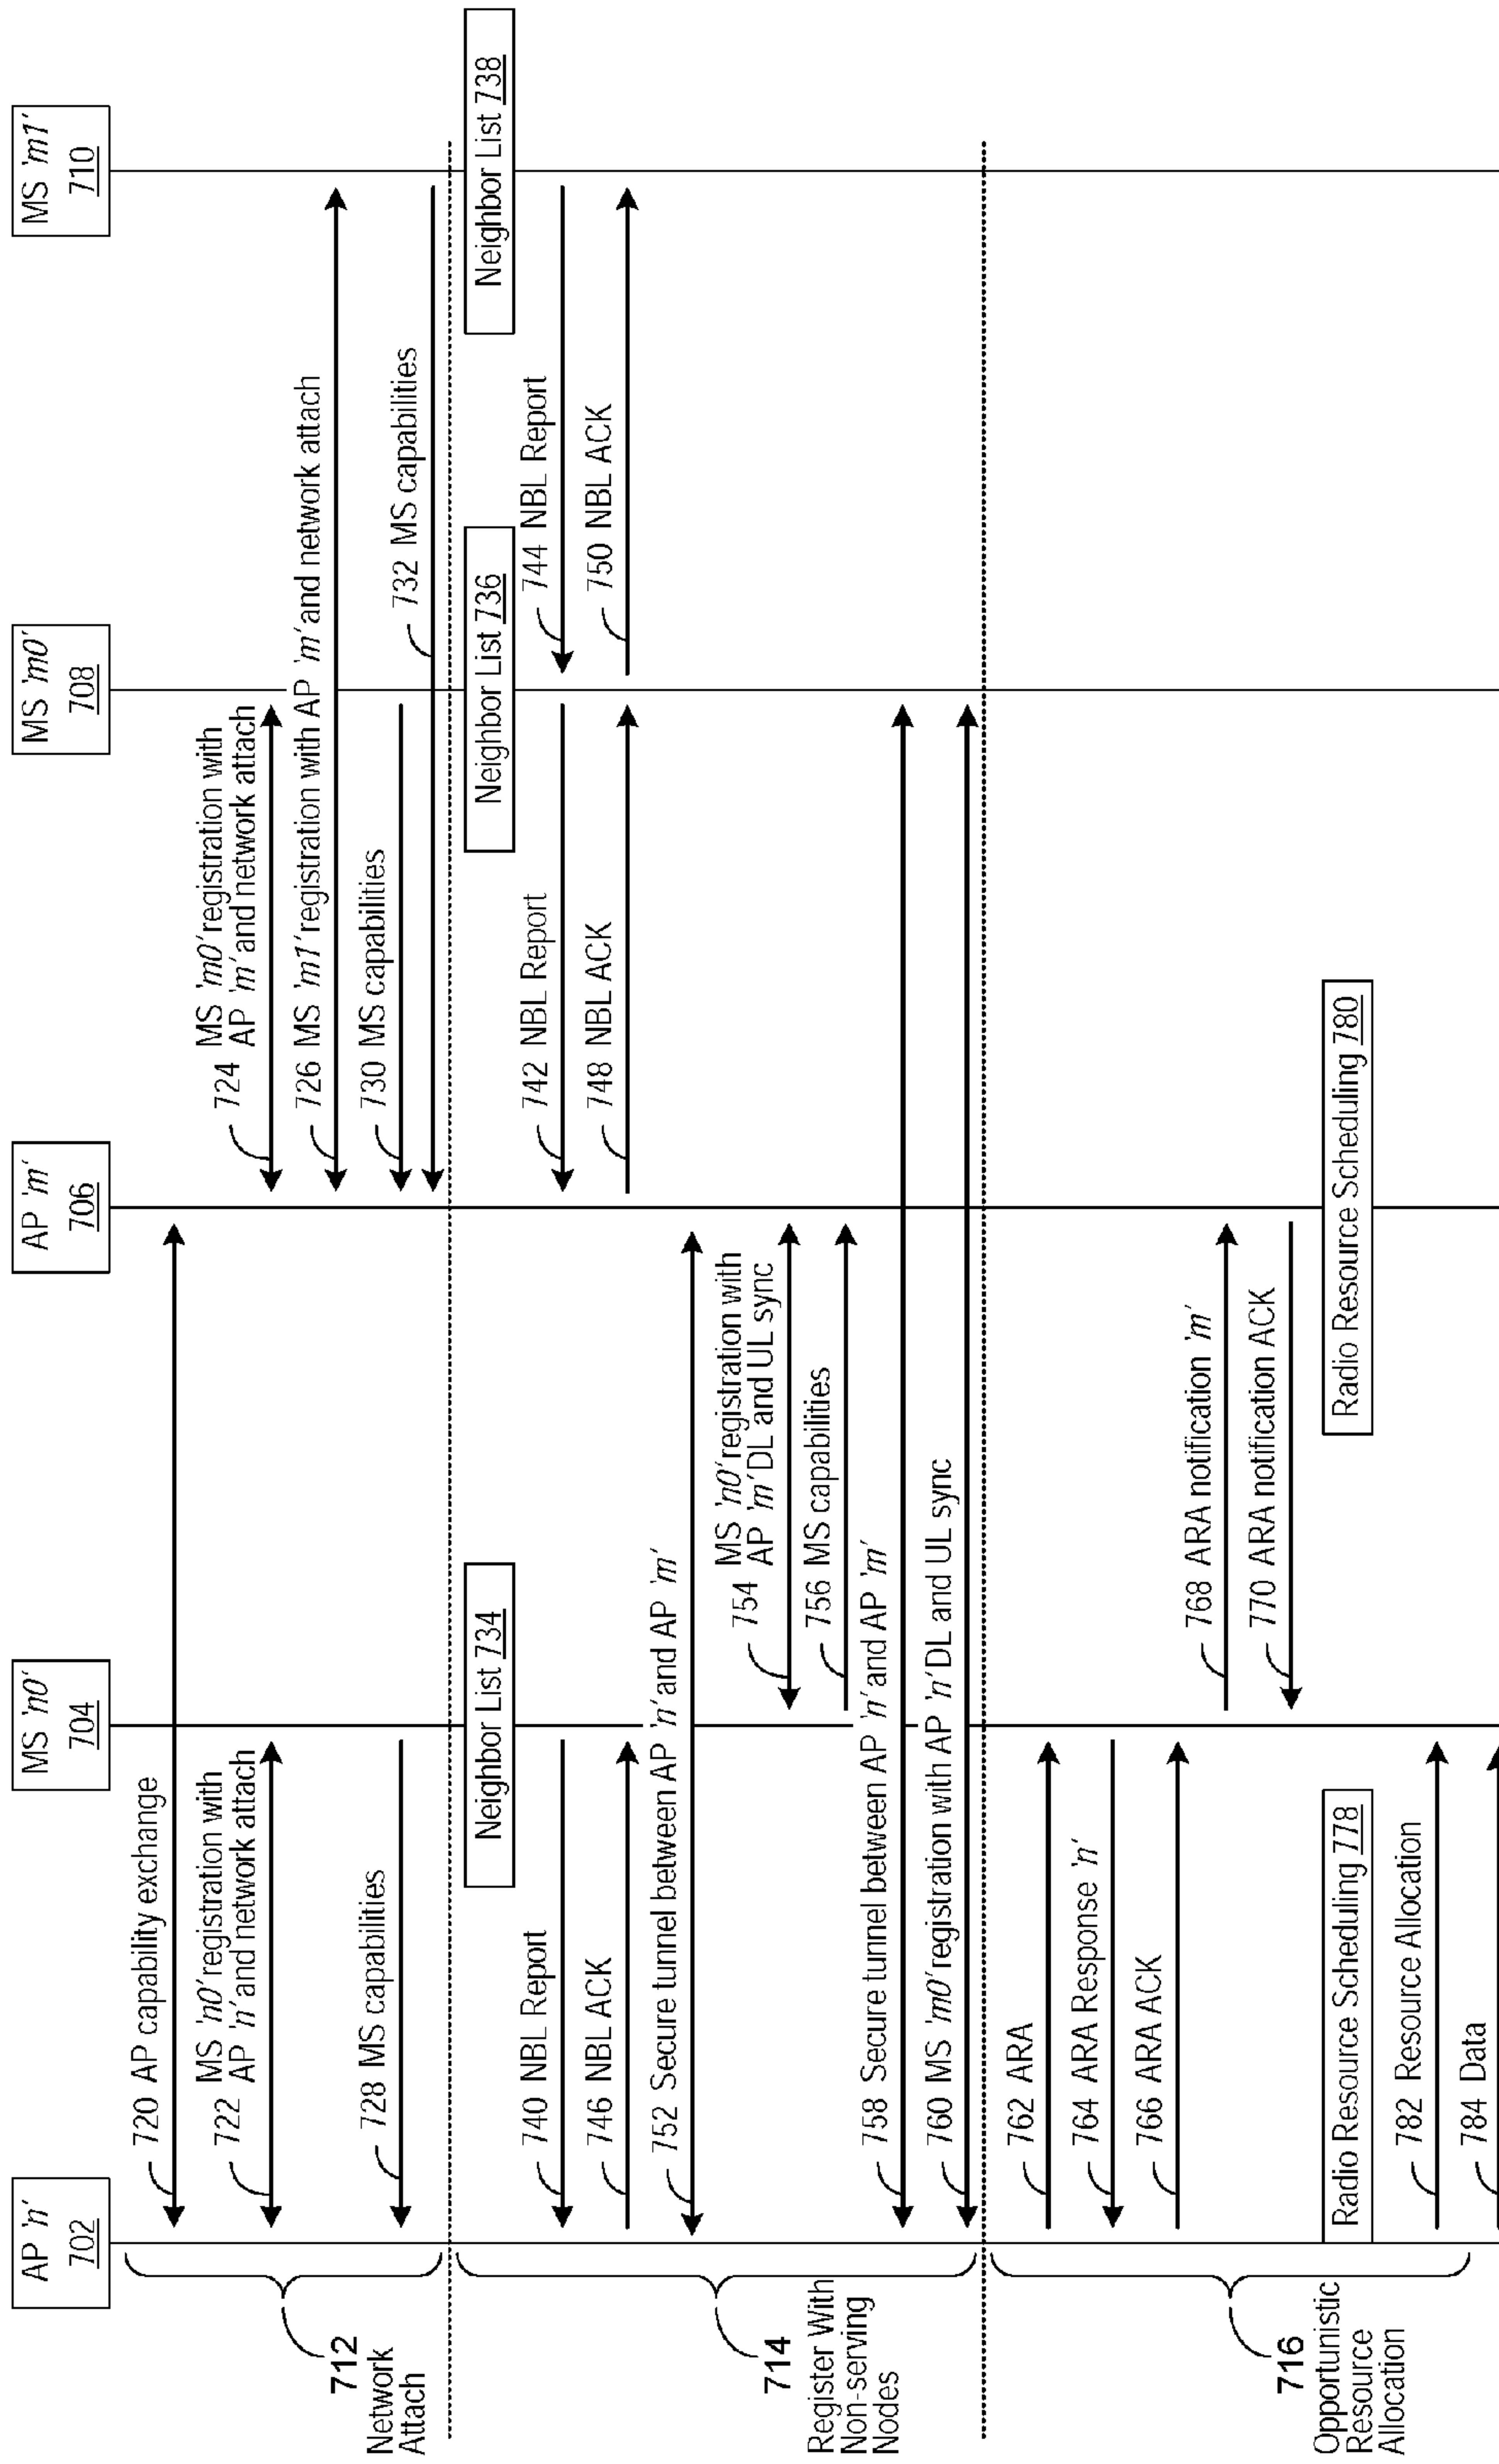 AP 'n'
702
MS 'n0'
704
AP 'm'
706
MS 'm0'
708
MS 'm1'
710
712
Network
Attach
720 AP capability exchange
722 MS 'n0' registration with
AP 'n' and network attach
724 MS 'm0' registration with
AP 'm' and network attach
726 MS 'm1' registration with AP 'm' and network attach
728 MS capabilities
730 MS capabilities
732 MS capabilities
714
Register With
Non-serving
Nodes
Neighbor List 734
Neighbor List 736
Neighbor List 738
740 NBL Report
742 NBL Report
744 NBL Report
746 NBL ACK
748 NBL ACK
750 NBL ACK
752 Secure tunnel between AP 'n' and AP 'm'
754 MS 'n0' registration with
AP 'm' DL and UL sync
756 MS capabilities
758 Secure tunnel between AP 'n' and AP 'm'
760 MS 'm0' registration with AP 'n' DL and UL sync
716
Opportunistic
Resource
Allocation
762 ARA
764 ARA Response 'n'
766 ARA ACK
768 ARA notification 'm'
770 ARA notification ACK
Radio Resource Scheduling 778
Radio Resource Scheduling 780
782 Resource Allocation
784 Data